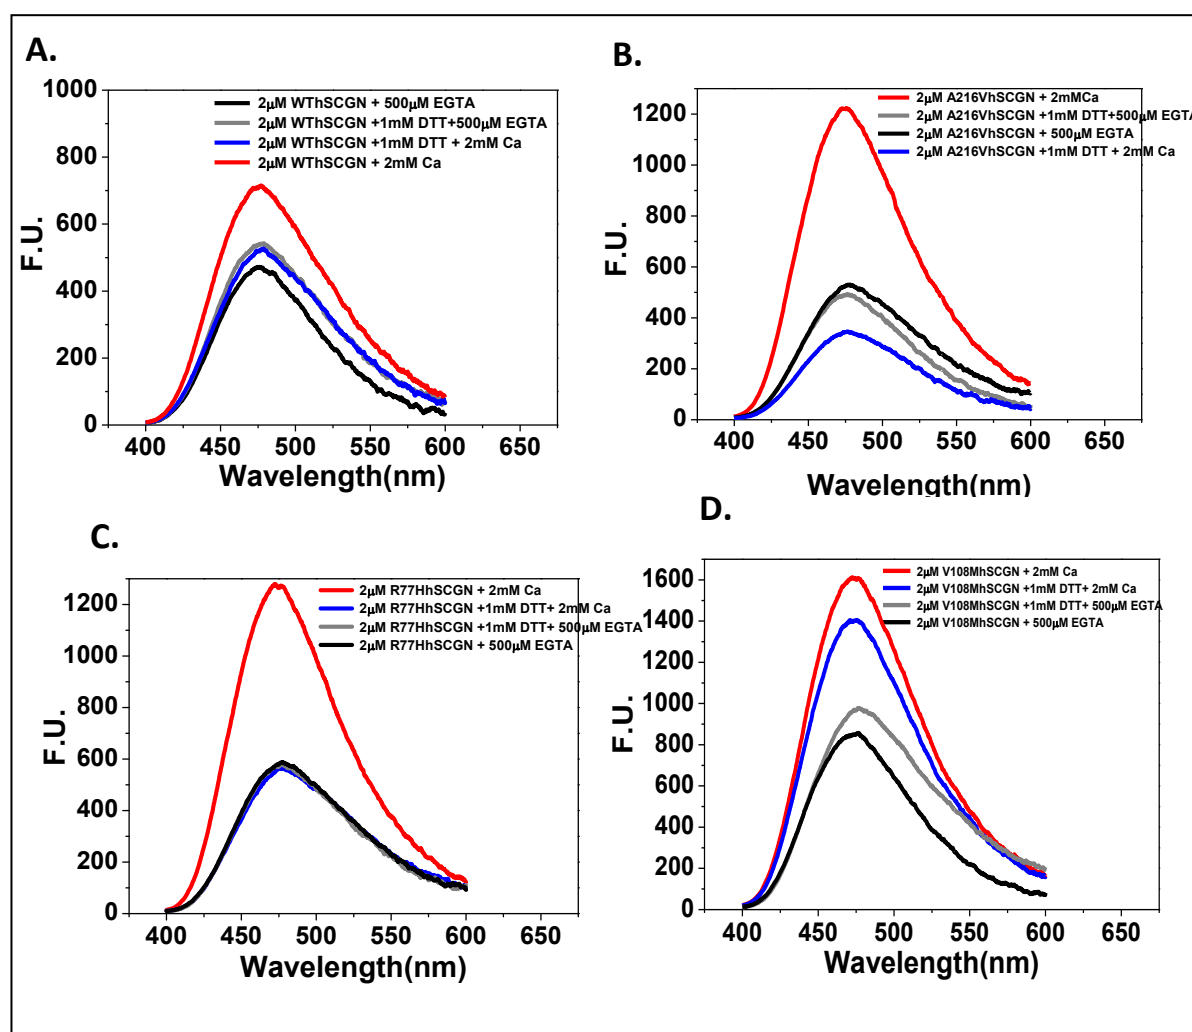 A.
1000
800
600
400
200
0
F.U.
2μM WThSCGN + 500μM EGTA
2μM WThSCGN +1mM DTT+500μM EGTA
2μM WThSCGN +1mM DTT + 2mM Ca
2μM WThSCGN + 2mM Ca
400 450 500 550 600 650
Wavelength(nm)
B.
1200
1000
800
600
400
200
0
F.U.
2μM A216VhSCGN + 2mMCa
2μM A216VhSCGN +1mM DTT+500μM EGTA
2μM A216VhSCGN + 500μM EGTA
2μM A216VhSCGN +1mM DTT + 2mM Ca
400 450 500 550 600 650
Wavelength(nm)
C.
1200
1000
800
600
400
200
0
F.U.
2μM R77HhSCGN + 2mM Ca
2μM R77HhSCGN +1mM DTT+ 2mM Ca
2μM R77HhSCGN +1mM DTT+ 500μM EGTA
2μM R77HhSCGN + 500μM EGTA
400 450 500 550 600 650
Wavelength(nm)
D.
1600
1400
1200
1000
800
600
400
200
0
F.U.
2μM V108MhSCGN + 2mM Ca
2μM V108MhSCGN +1mM DTT+ 2mM Ca
2μM V108MhSCGN +1mM DTT+ 500μM EGTA
2μM V108MhSCGN + 500μM EGTA
400 450 500 550 600 650
Wavelength(nm)